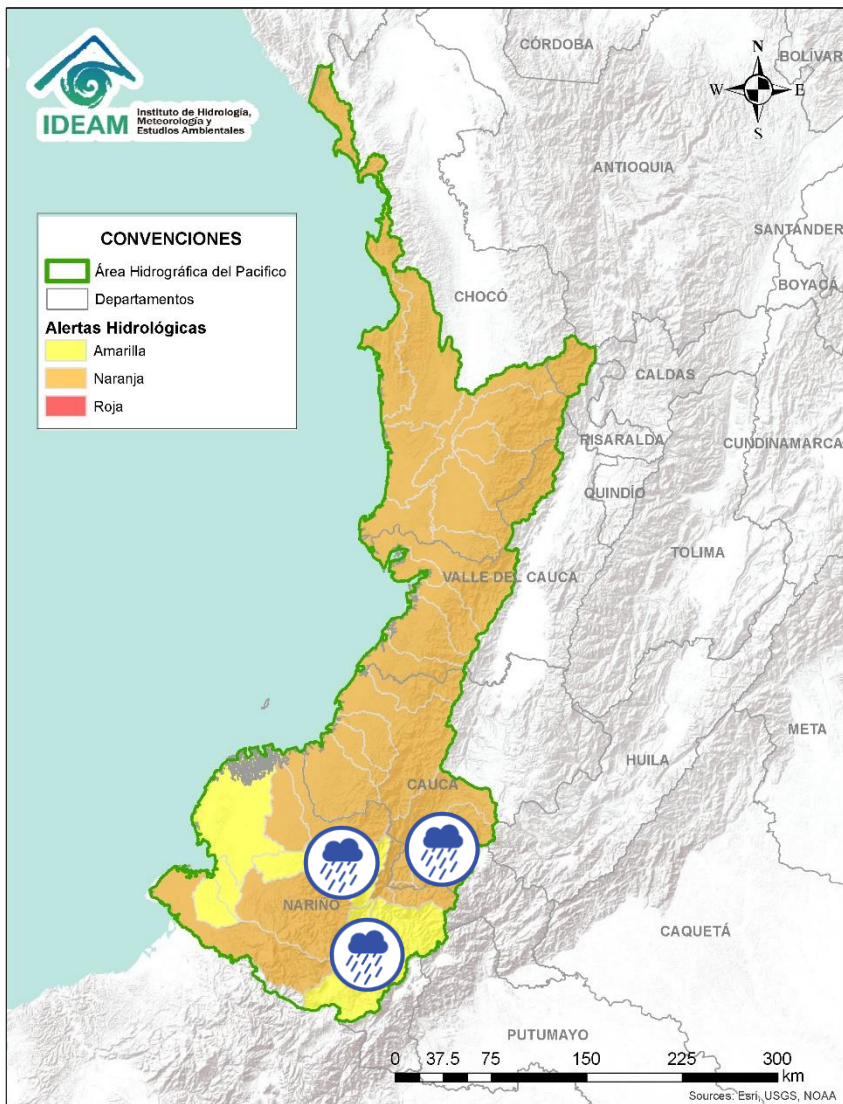 IDEAM
Instituto de Hidrología,
Meteorología y
Estudios Ambientales
CÓRDOBA
BOLÍVAR
N
W
E
S
ANTIOQUIA
SANTANDER
BOYACÁ
CONVENCIONES
Área Hidrográfica del Pacifico
Departamentos
Alertas Hidrológicas
Amarilla
Naranja
Roja
CHOCÓ
CALDAS
RISARALDA
CUNDINAMARCA
QUINDÍO
TOLIMA
VALLE DEL CAUCA
META
HUILA
CAUCA
NARIÑO
CAQUETÁ
PUTUMAYO
0 37.5 75 150 225 300
km
Sources: Esri, USGS, NOAA